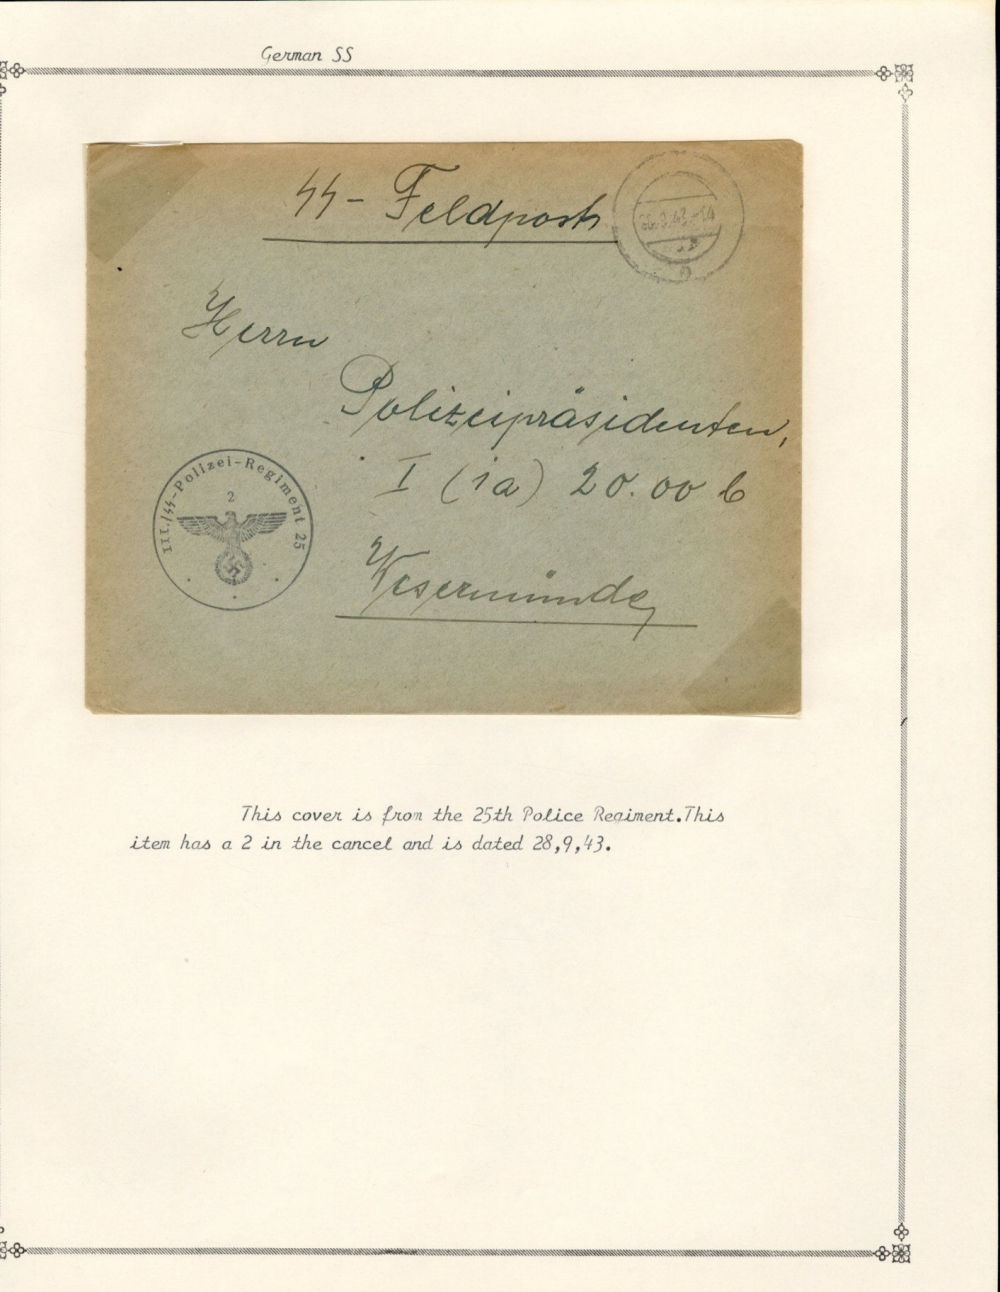 German SS
SS - Feldpost
Herrn
Polizeipräsidenten,
I (1a) 20.00 b
Wesermünde,
III./SS-Polizei-Regiment 25
2
This cover is from the 25th Police Regiment.This
item has a 2 in the cancel and is dated 28,9,43.